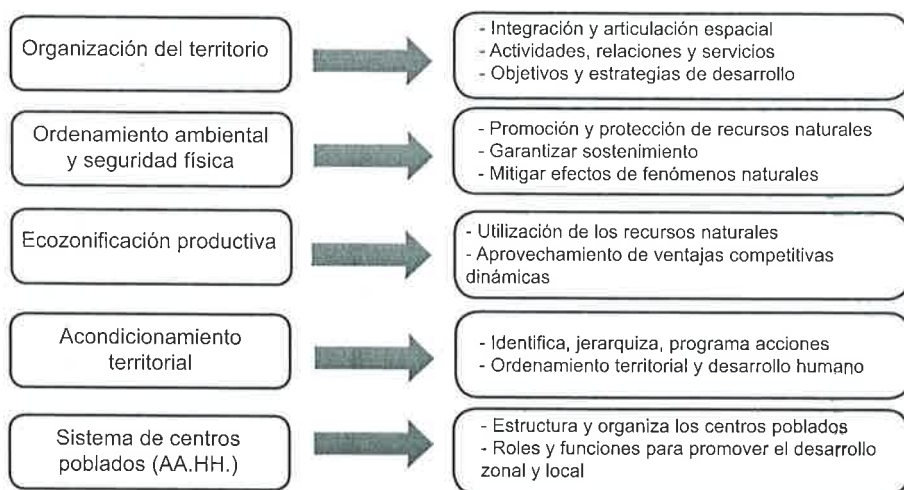 Organización del territorio
- Integración y articulación espacial
- Actividades, relaciones y servicios
- Objetivos y estrategias de desarrollo
Ordenamiento ambiental
y seguridad física
- Promoción y protección de recursos naturales
- Garantizar sostenimiento
- Mitigar efectos de fenómenos naturales
Ecozonificación productiva
- Utilización de los recursos naturales
- Aprovechamiento de ventajas competitivas
dinámicas
Acondicionamiento
territorial
- Identifica, jerarquiza, programa acciones
- Ordenamiento territorial y desarrollo humano
Sistema de centros
poblados (AA.HH.)
- Estructura y organiza los centros poblados
- Roles y funciones para promover el desarrollo
zonal y local